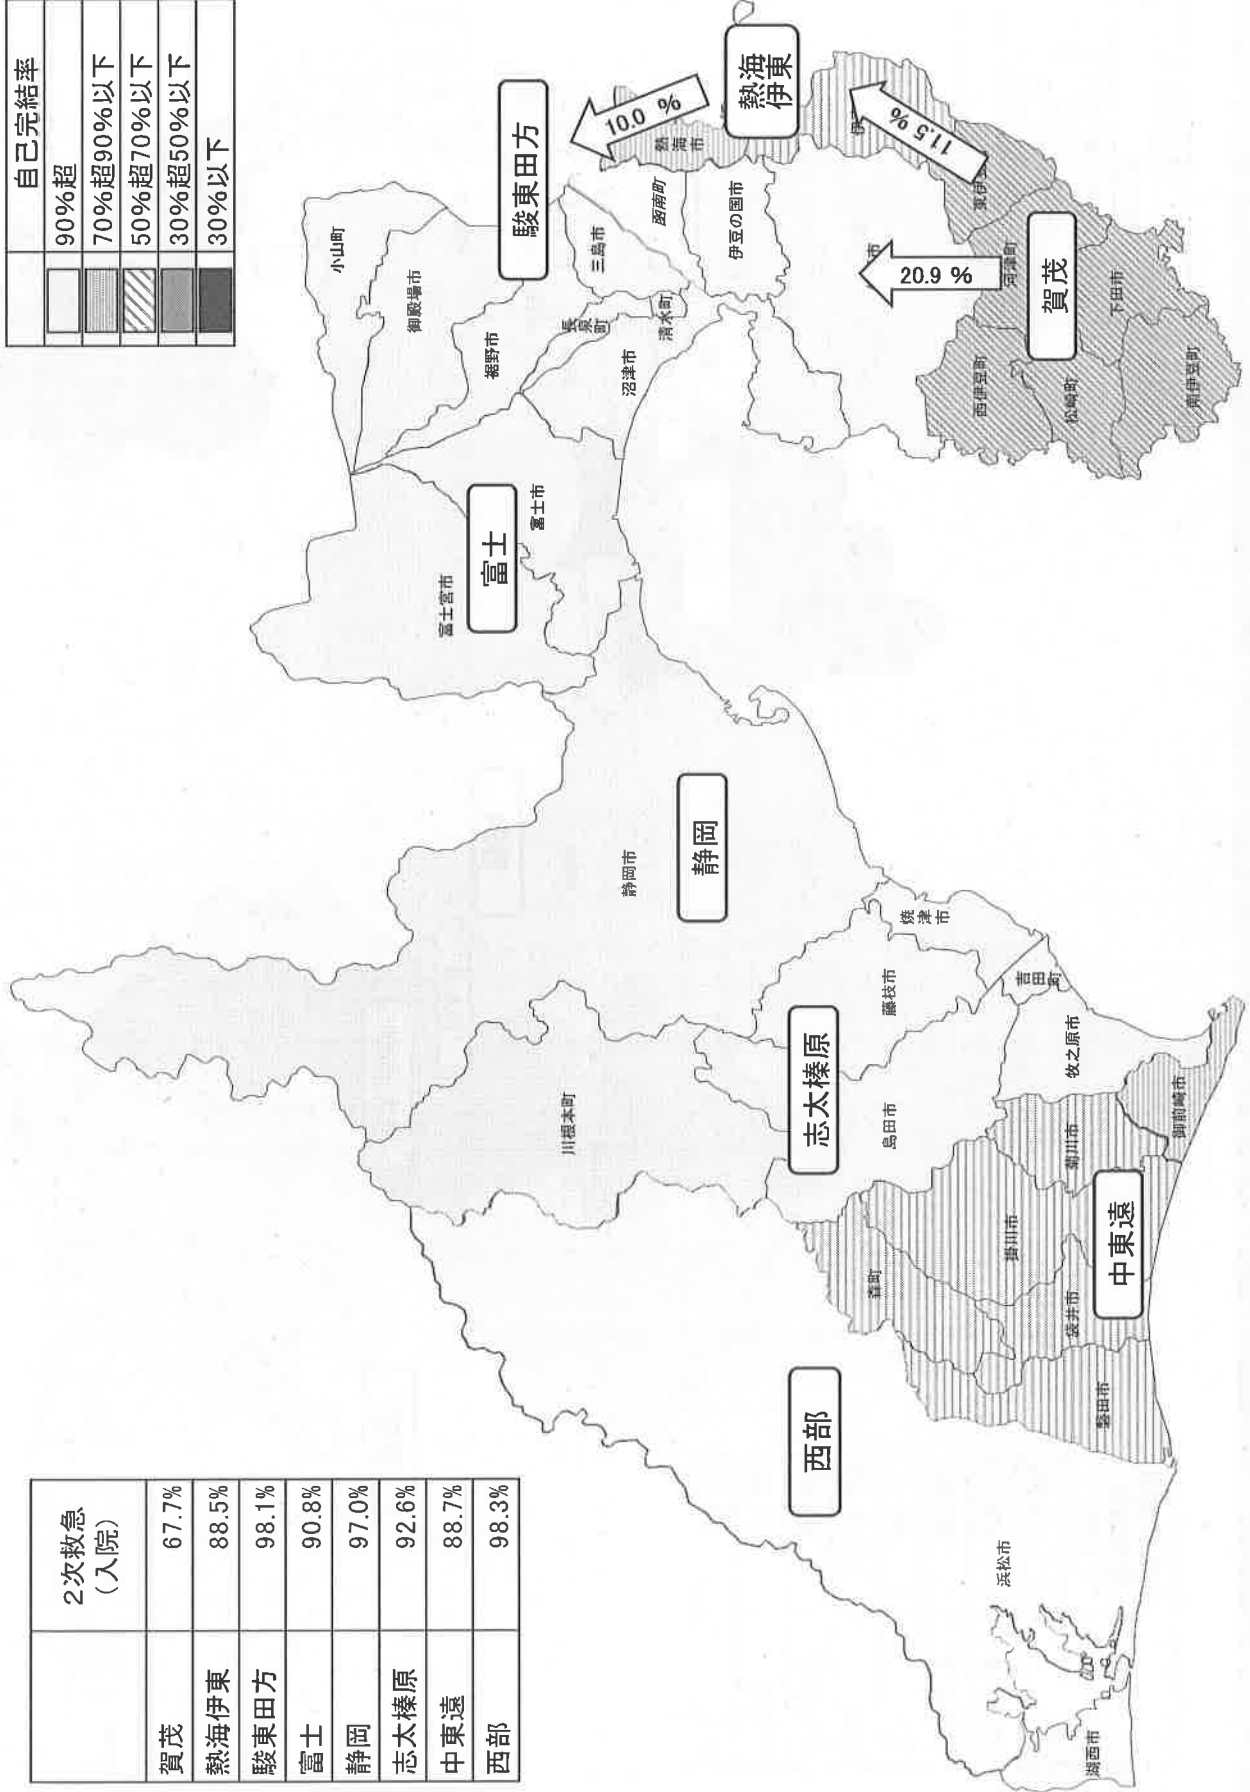 自己完結率
90%超
70%超90%以下
50%超70%以下
30%超50%以下
30%以下
2次救急
(入院)
賀茂 67.7%
熱海伊東 88.5%
駿東田方 98.1%
富士 90.8%
静岡 97.0%
志太榛原 92.6%
中東遠 88.7%
西部 98.3%
小山町
御殿場市
裾野市
駿東田方
三島市
長泉町
清水町
沼津市
函南町
伊豆の国市
熱海市
10.0 %
熱海
伊東
11.5 %
20.9 %
市
河津町
賀茂
下田市
西伊豆町
松崎町
南伊豆町
富士宮市
富士
富士市
静岡市
静岡
川根本町
志太榛原
藤枝市
焼津市
島田市
吉田町
牧之原市
御前崎市
菊川市
掛川市
森町
袋井市
中東遠
磐田市
西部
浜松市
湖西市